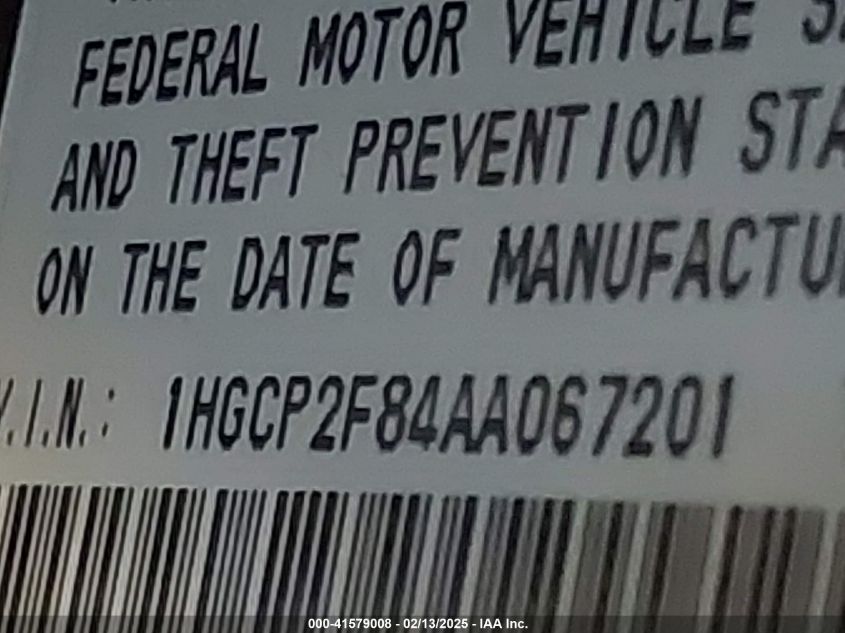 FEDERAL MOTOR VEHICLE
AND THEFT PREVENTION
ON THE DATE OF
V.I.N.: 1HGCP2F84AA067201
000-41579008 - 02/13/2025 - IAA Inc.